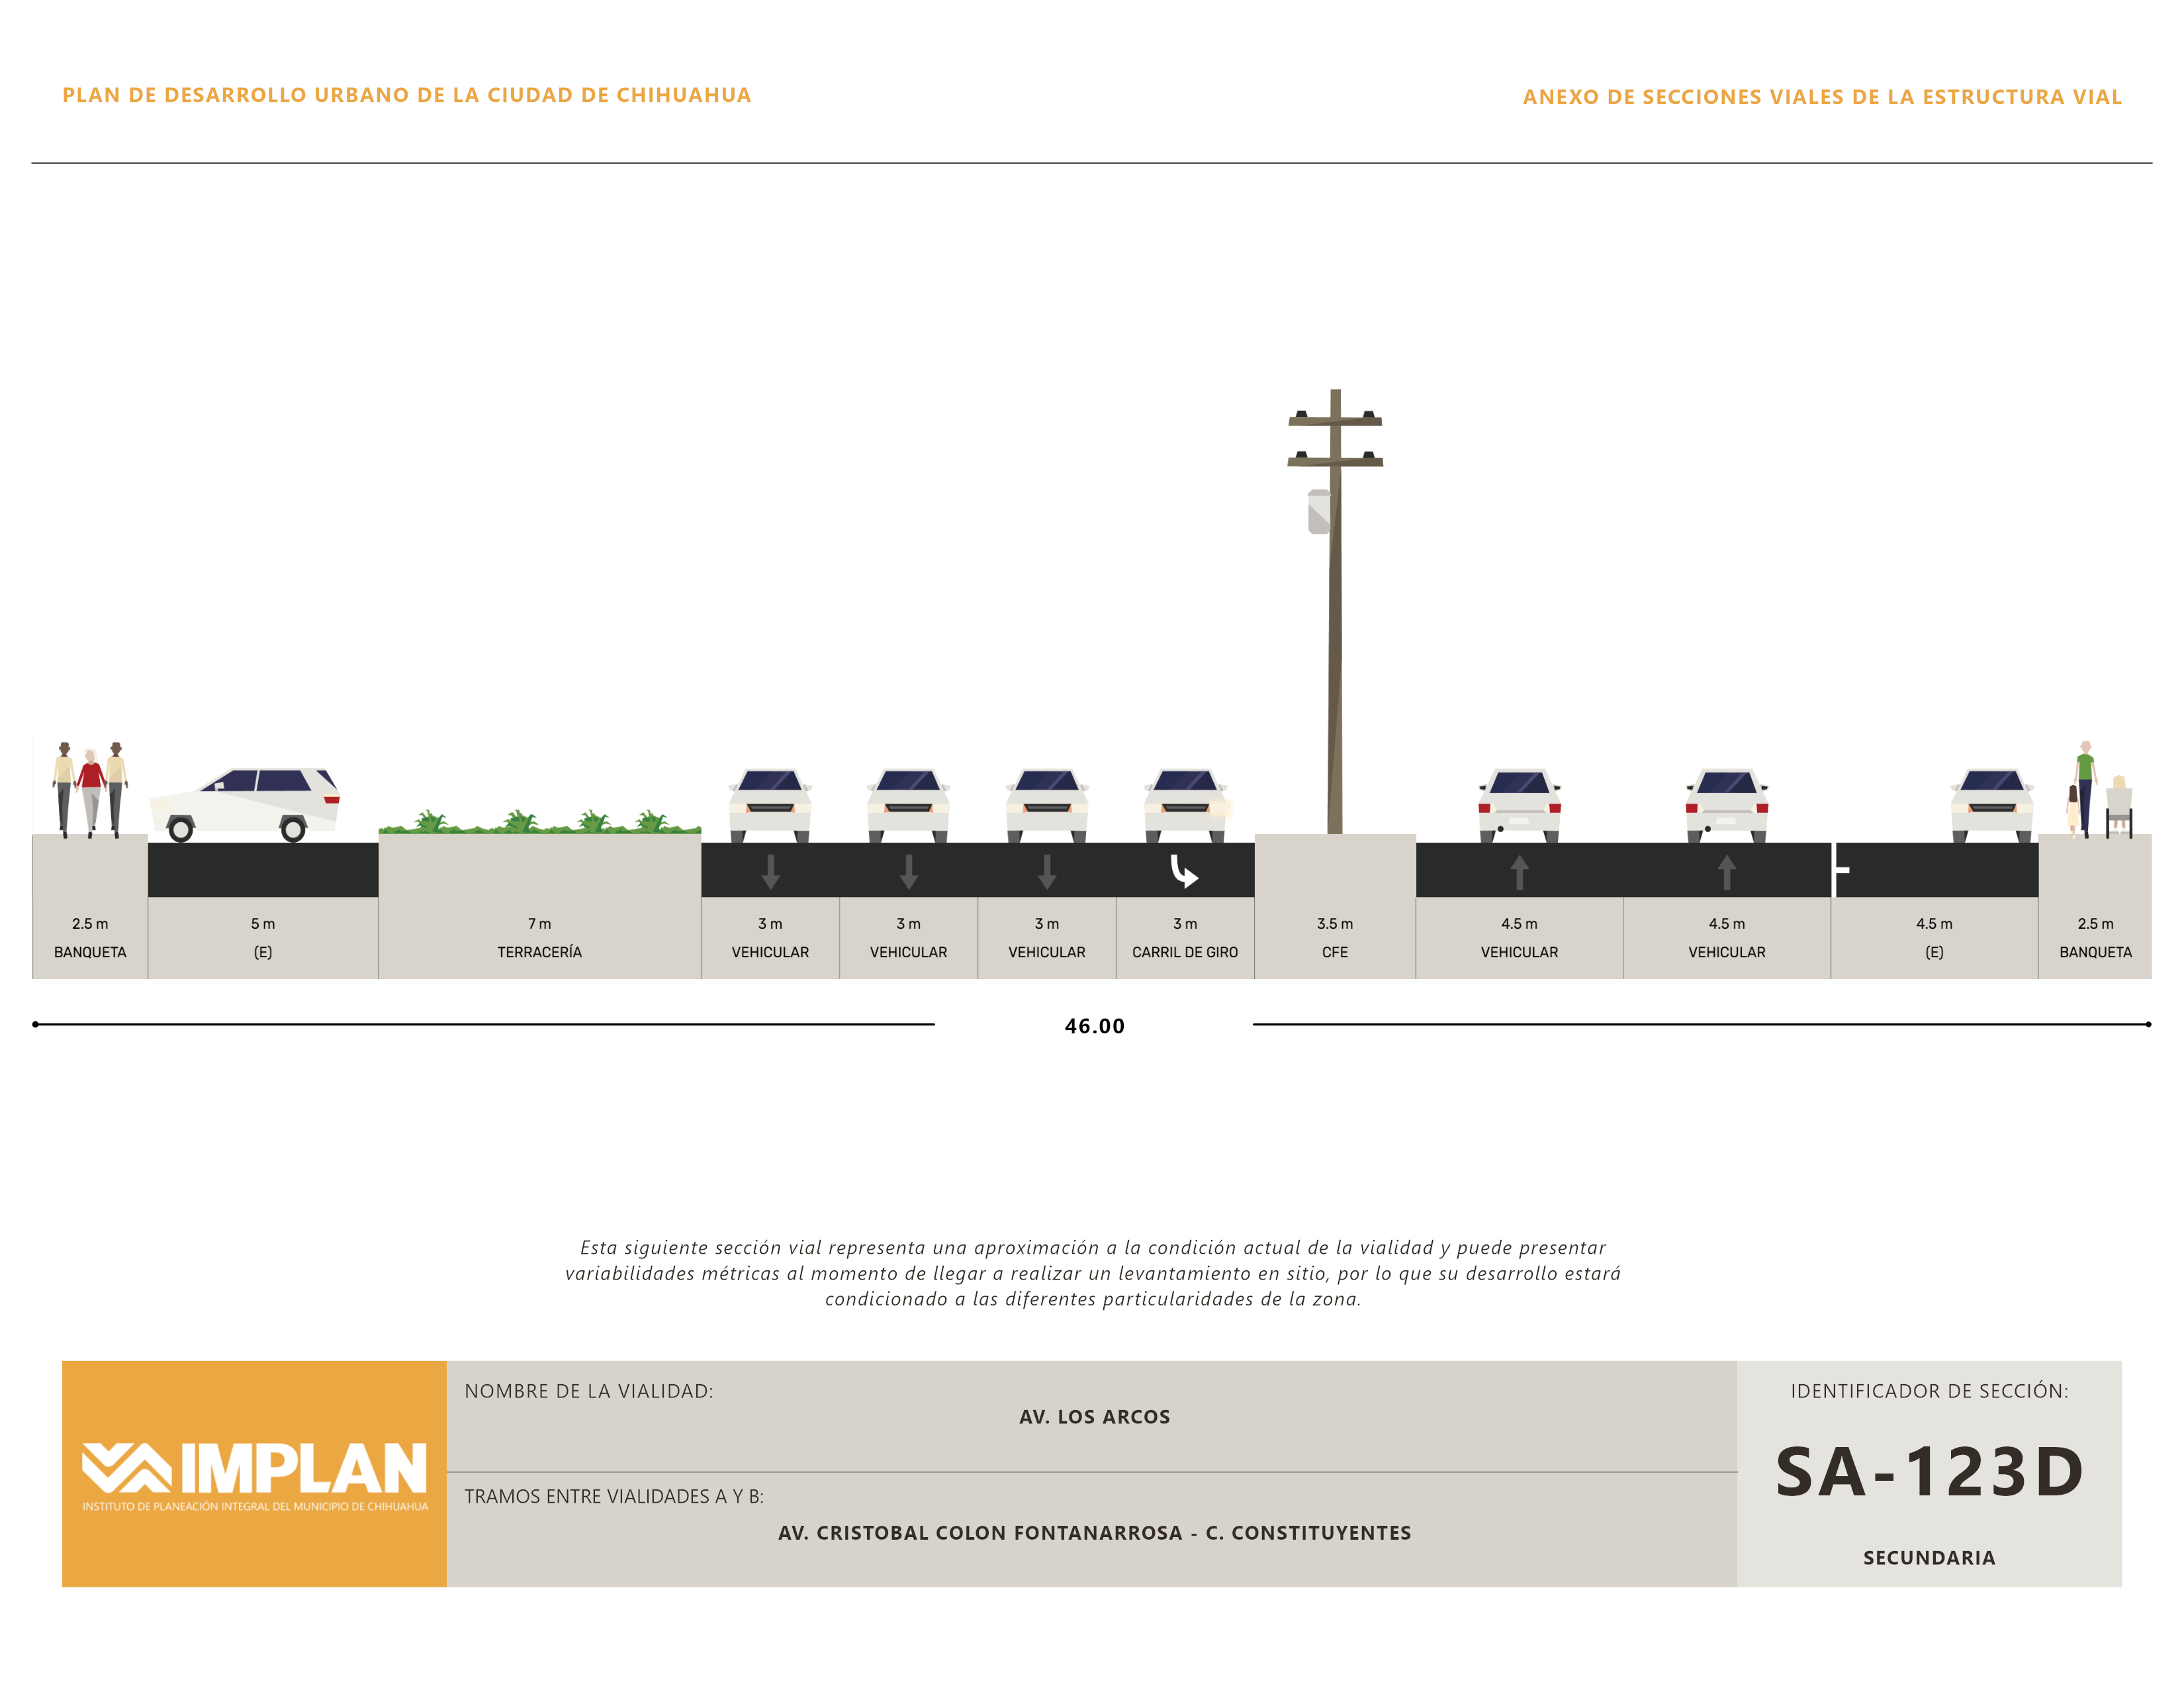 PLAN DE DESARROLLO URBANO DE LA CIUDAD DE CHIHUAHUA
ANEXO DE SECCIONES VIALES DE LA ESTRUCTURA VIAL
2.5 m
BANQUETA
5 m
(E)
7 m
TERRACERÍA
3 m
VEHICULAR
3 m
VEHICULAR
3 m
VEHICULAR
3 m
CARRIL DE GIRO
3.5 m
CFE
4.5 m
VEHICULAR
4.5 m
VEHICULAR
4.5 m
(E)
2.5 m
BANQUETA
46.00
Esta siguiente sección vial representa una aproximación a la condición actual de la vialidad y puede presentar
variabilidades métricas al momento de llegar a realizar un levantamiento en sitio, por lo que su desarrollo estará
condicionado a las diferentes particularidades de la zona.
IMPLAN
INSTITUTO DE PLANEACIÓN INTEGRAL DEL MUNICIPIO DE CHIHUAHUA
NOMBRE DE LA VIALIDAD:
AV. LOS ARCOS
TRAMOS ENTRE VIALIDADES A Y B:
AV. CRISTOBAL COLON FONTANARROSA - C. CONSTITUYENTES
IDENTIFICADOR DE SECCIÓN:
SA-123D
SECUNDARIA